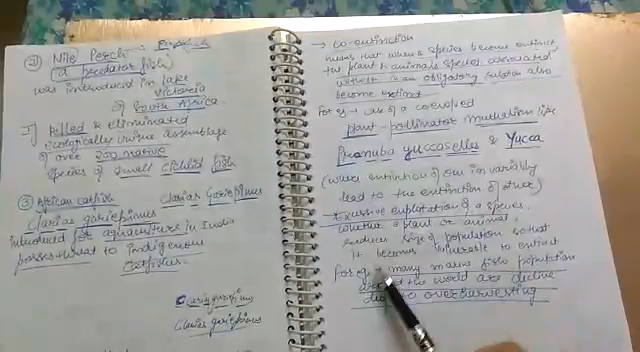 ② Nile Perch →
(a predator fish)
was introduced in lake
victoria
of South Africa.
I] Killed & eliminated
ecologically unique assemblage
of over 200 native
species of small cichlid fish
③ African catfish Clarias Gariepinus
Clarias gariepinus
introduced for aquaculture in India
posses threat to indigenous
catfishes.
Clarias gariepinus
→ co-extinction
means that when a species become extinct
the plant & animals species associated
with it in an obligatory relation also
become extinct
For eg → case of a coevolved
plant-pollinator mutualism like
Pronuba yuccaselles & Yucca
(where extinction of one invariably
lead to the extinction of other)
Excessive exploitation of a species,
whether a plant or animal,
reduces size of population so that
it becomes vulnerable to extinct
For eg many marine fish population
the world are decline
due to overharvesting